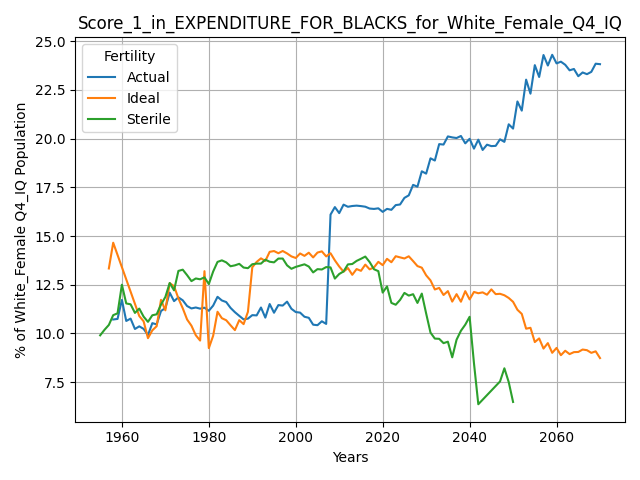 Score_1_in_EXPENDITURE_FOR_BLACKS_for_White_Female_Q4_IQ
25.0
22.5
20.0
17.5
15.0
12.5
10.0
7.5
% of White_Female Q4_IQ Population
Fertility
Actual
Ideal
Sterile
1960 1980 2000 2020 2040 2060
Years